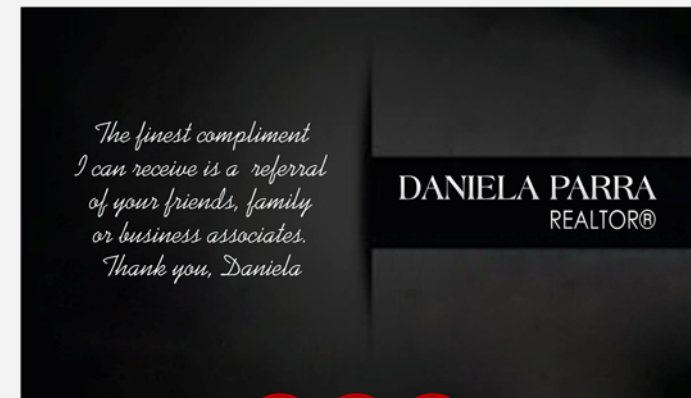 The finest compliment
I can receive is a referral
of your friends, family
or business associates.
Thank you, Daniela
DANIELA PARRA
REALTOR®